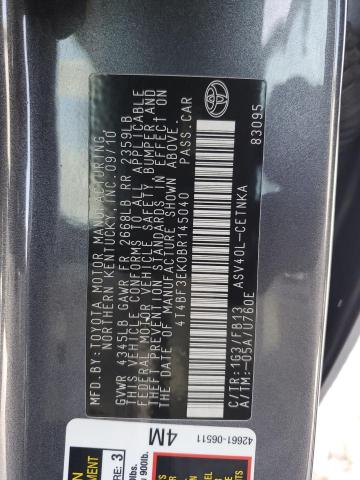 MFD.BY:TOYOTA MOTOR MANUFACTURING
NORTHERN KENTUCKY, INC. 09/10
GVWR 4345LB GAWR FR 2668LB RR 2359LB
THIS VEHICLE CONFORMS TO ALL APPLICABLE
FEDERAL MOTOR VEHICLE SAFETY, BUMPER, AND
THEFT PREVENTION STANDARDS IN EFFECT ON
THE DATE OF MANUFACTURE SHOWN ABOVE.
4T4BF3EK0BR145040 PASS.CAR
C/TR:1G3/FB13 ASV40L-CETNKA
A/TM:-05A/U760E
83095
TOYOTA
42661-06511
4M